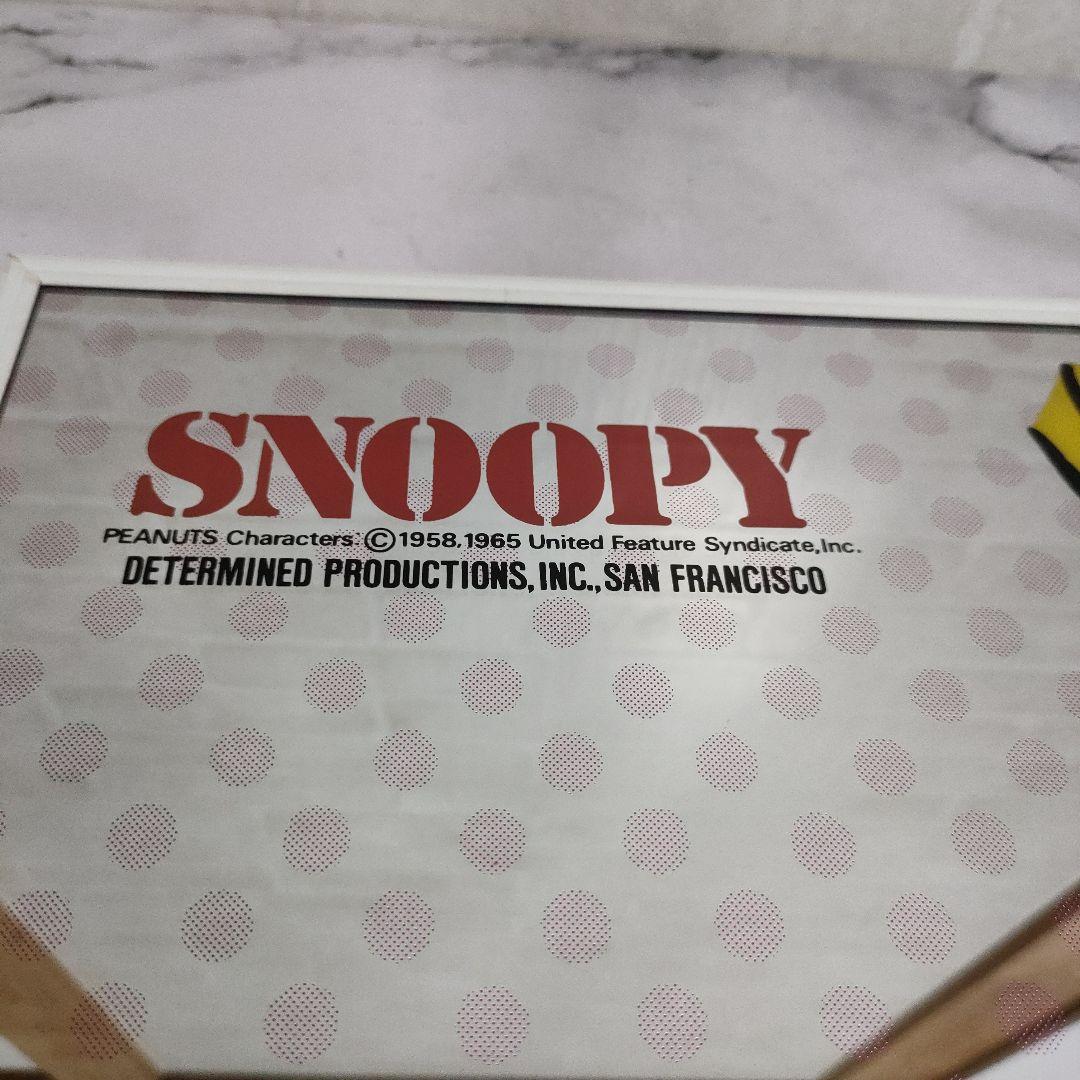 SNOOPY
PEANUTS Characters: ©1958,1965 United Feature Syndicate,Inc.
DETERMINED PRODUCTIONS, INC., SAN FRANCISCO